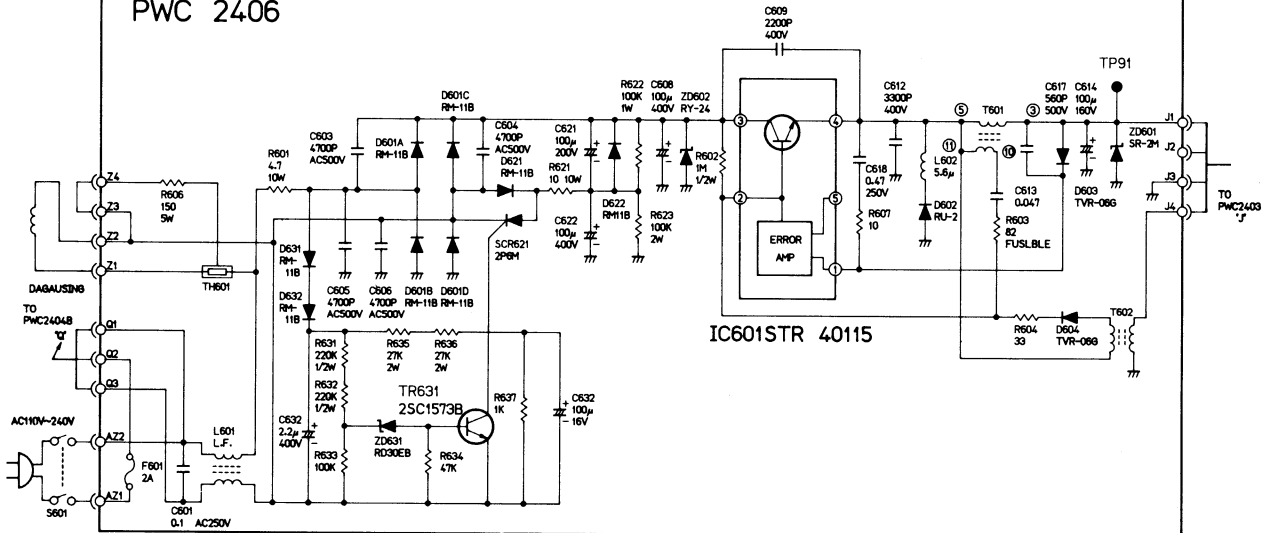 PWC 2406
C609
2200P
400V
TP91
D601C
RM-11B
R622
100K
1W
C608
100μ
400V
ZD602
RY-24
C612
3300P
400V
C617
560P
500V
C614
100μ
160V
C603
4700P
AC500V
D601A
RM-11B
C604
4700P
AC500V
C621
100μ
200V
+
-
+
-
3
4
5
T601
3
+
-
J1
ZD601
SR-2M
J2
J3
J4
TO
PWC2403
"J"
R601
4.7
10W
D621
RM-11B
R621
10 10W
R602
1M
1/2W
11
10
L602
5.6μ
C618
0.47
250V
C613
0.047
D603
TVR-06G
Z4
R606
150
5W
Z3
Z2
Z1
TH601
DAGAUSING
D622
RM11B
C622
100μ
400V
+
-
R623
100K
2W
2
5
1
ERROR
AMP
R607
10
D602
RU-2
R603
82
FUSLBLE
D631
RM-
11B
SCR621
2P6M
D632
RM-
11B
C605
4700P
AC500V
C606
4700P
AC500V
D601B
RM-11B
D601D
RM-11B
IC601STR 40115
R604
33
D604
TVR-06G
T602
TO
PWC2404B
"Q"
Q1
Q2
Q3
R631
220K
1/2W
R635
27K
2W
R636
27K
2W
R632
220K
1/2W
TR631
2SC1573B
R637
1K
C632
100μ
16V
+
-
AC110V~240V
AZ2
L601
L.F.
C632
2.2μ
400V
+
-
ZD631
RD30EB
R633
100K
R634
47K
F601
2A
AZ1
S601
C601
0.1 AC250V